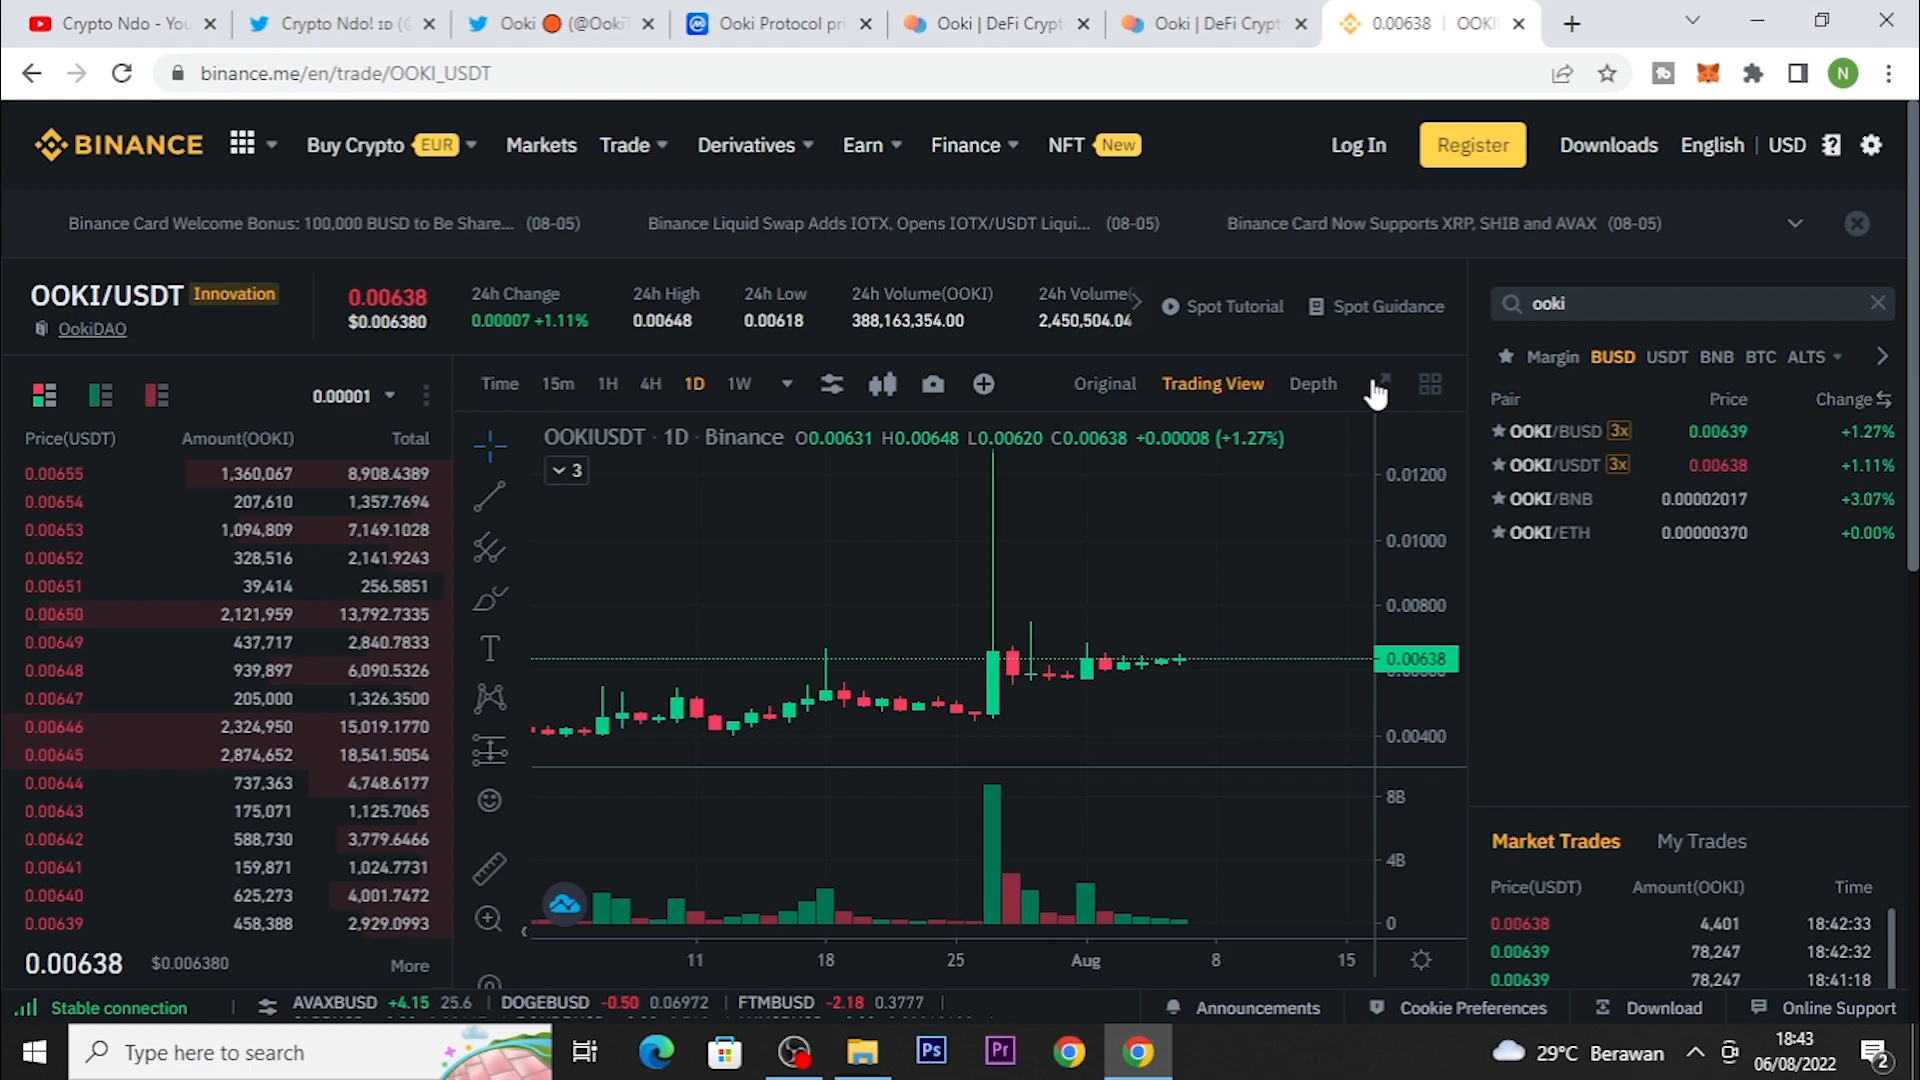 Crypto Ndo - You
Crypto Ndo! ɪᴅ (@
Ooki 🔴 (@OokiT
Ooki Protocol pri
Ooki | DeFi Crypt
Ooki | DeFi Crypt
0.00638 | OOKI
binance.me/en/trade/OOKI_USDT
N
BINANCE
Buy Crypto EUR Markets Trade Derivatives Earn Finance NFT New Log In Register Downloads English | USD
Binance Card Welcome Bonus: 100,000 BUSD to Be Share... (08-05) Binance Liquid Swap Adds IOTX, Opens IOTX/USDT Liqui... (08-05) Binance Card Now Supports XRP, SHIB and AVAX (08-05)
OOKI/USDT Innovation
OokiDAO
0.00638
$0.006380
24h Change
0.00007 +1.11%
24h High
0.00648
24h Low
0.00618
24h Volume(OOKI)
388,163,354.00
24h Volume(
2,450,504.04
Spot Tutorial
Spot Guidance
0.00001
Price(USDT) Amount(OOKI) Total
0.00655 1,360,067 8,908.4389
0.00654 207,610 1,357.7694
0.00653 1,094,809 7,149.1028
0.00652 328,516 2,141.9243
0.00651 39,414 256.5851
0.00650 2,121,959 13,792.7335
0.00649 437,717 2,840.7833
0.00648 939,897 6,090.5326
0.00647 205,000 1,326.3500
0.00646 2,324,950 15,019.1770
0.00645 2,874,652 18,541.5054
0.00644 737,363 4,748.6177
0.00643 175,071 1,125.7065
0.00642 588,730 3,779.6466
0.00641 159,871 1,024.7731
0.00640 625,273 4,001.7472
0.00639 458,388 2,929.0993
0.00638 $0.006380 More
Time 15m 1H 4H 1D 1W Original Trading View Depth
OOKIUSDT · 1D · Binance O0.00631 H0.00648 L0.00620 C0.00638 +0.00008 (+1.27%)
3
0.01200
0.01000
0.00800
0.00638
0.00400
8B
4B
0
11 18 25 Aug 8 15
ooki
Margin BUSD USDT BNB BTC ALTS
Pair Price Change
OOKI/BUSD 3x 0.00639 +1.27%
OOKI/USDT 3x 0.00638 +1.11%
OOKI/BNB 0.00002017 +3.07%
OOKI/ETH 0.00000370 +0.00%
Market Trades My Trades
Price(USDT) Amount(OOKI) Time
0.00638 4,401 18:42:33
0.00639 78,247 18:42:32
0.00639 78,247 18:41:18
Stable connection AVAXBUSD +4.15 25.6 DOGEBUSD -0.50 0.06972 FTMBUSD -2.18 0.3777 Announcements Cookie Preferences Download Online Support
Type here to search
Ps
Pr
29°C Berawan
18:43
06/08/2022
2